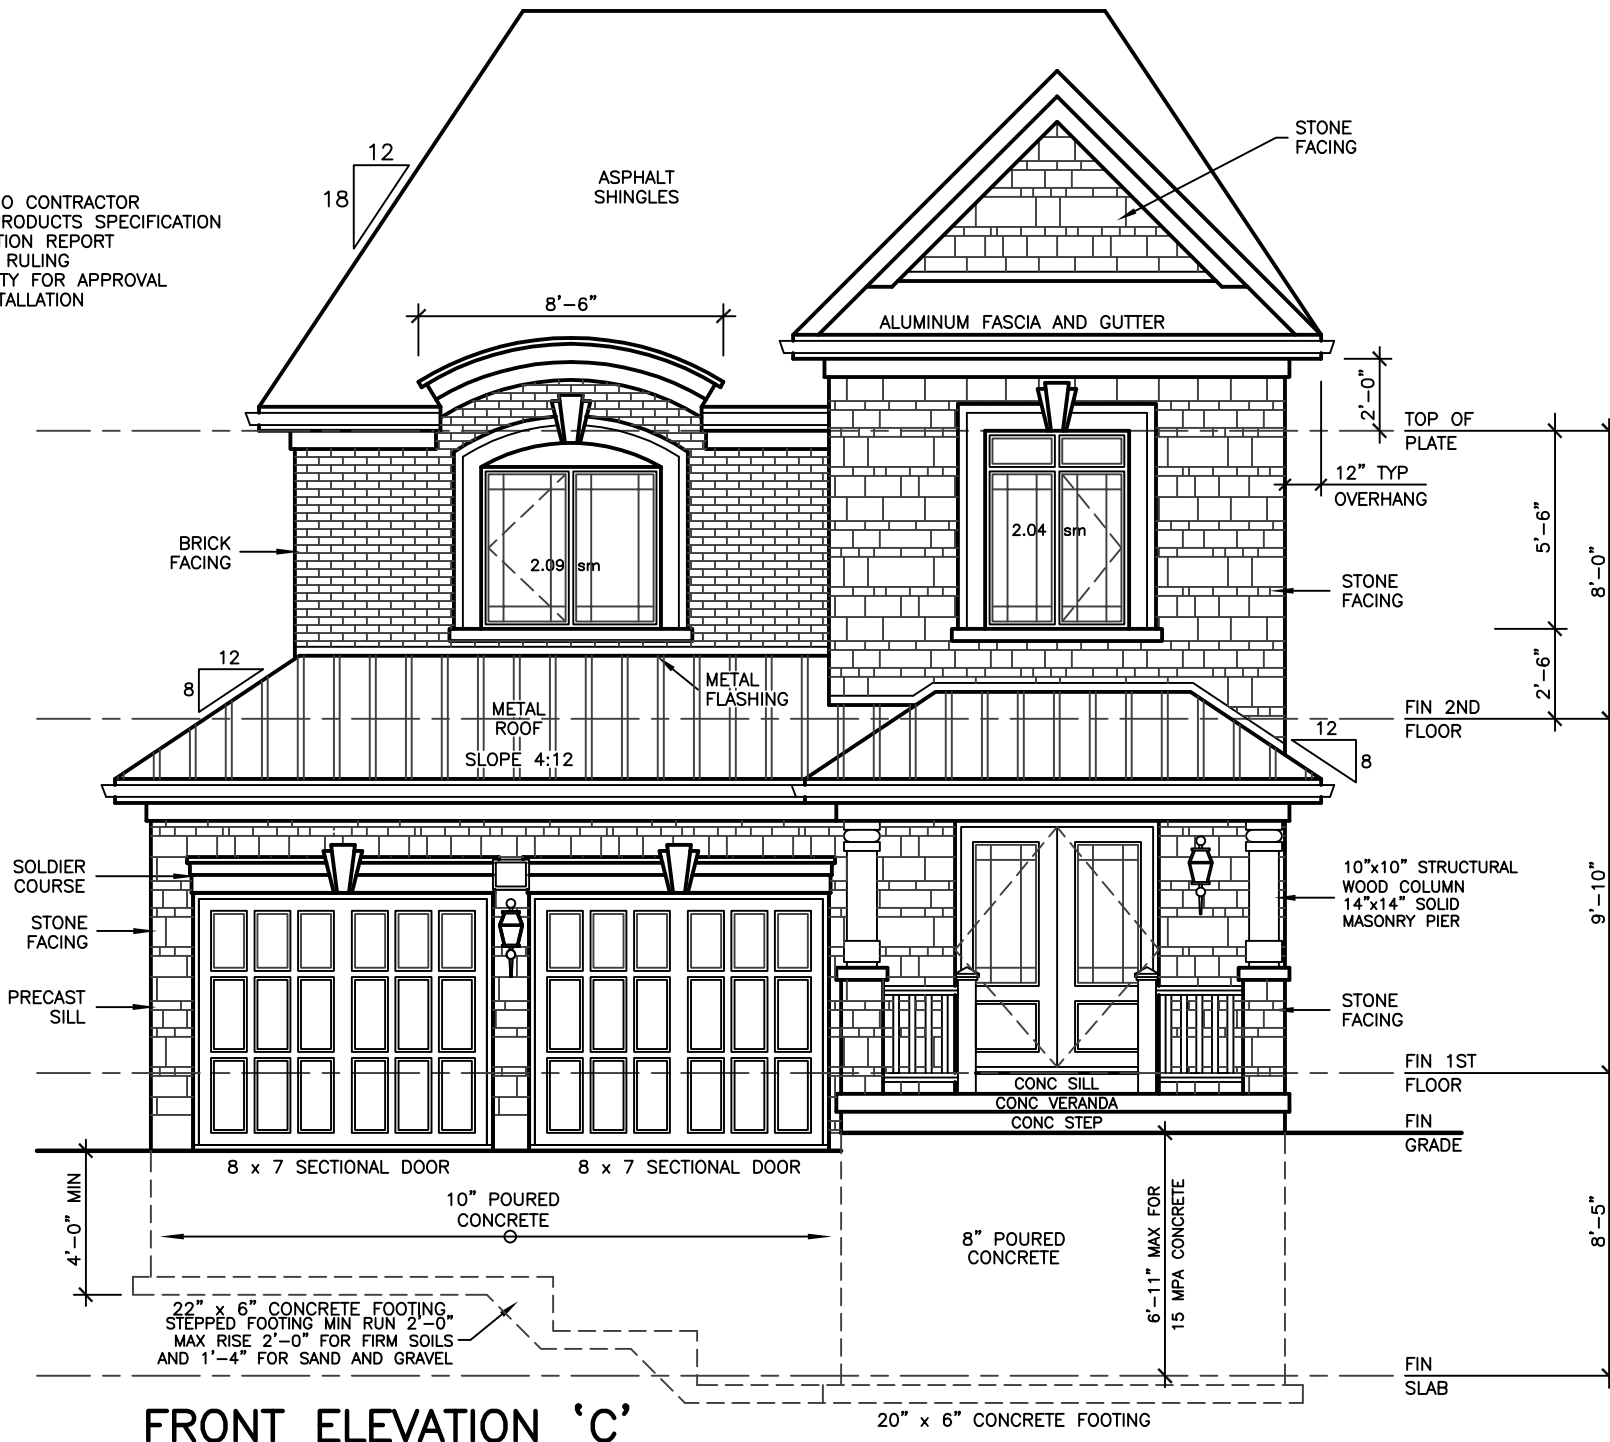 O CONTRACTOR
RODUCTS SPECIFICATION
TION REPORT
RULING
TY FOR APPROVAL
TALLATION
12
18
ASPHALT
SHINGLES
STONE
FACING
8'-6"
ALUMINUM FASCIA AND GUTTER
2'-0"
TOP OF
PLATE
12" TYP
OVERHANG
BRICK
FACING
2.09 sm
2.04 sm
5'-6"
8'-0"
STONE
FACING
12
8
METAL
FLASHING
METAL
ROOF
SLOPE 4:12
2'-6"
FIN 2ND
FLOOR
12
8
SOLDIER
COURSE
STONE
FACING
PRECAST
SILL
10"x10" STRUCTURAL
WOOD COLUMN
14"x14" SOLID
MASONRY PIER
9'-10"
STONE
FACING
FIN 1ST
FLOOR
CONC SILL
CONC VERANDA
CONC STEP
FIN
GRADE
8 x 7 SECTIONAL DOOR
8 x 7 SECTIONAL DOOR
4'-0" MIN
10" POURED
CONCRETE
8" POURED
CONCRETE
6'-11" MAX FOR
15 MPA CONCRETE
8'-5"
22" x 6" CONCRETE FOOTING
STEPPED FOOTING MIN RUN 2'-0"
MAX RISE 2'-0" FOR FIRM SOILS
AND 1'-4" FOR SAND AND GRAVEL
FIN
SLAB
20" x 6" CONCRETE FOOTING
FRONT ELEVATION 'C'